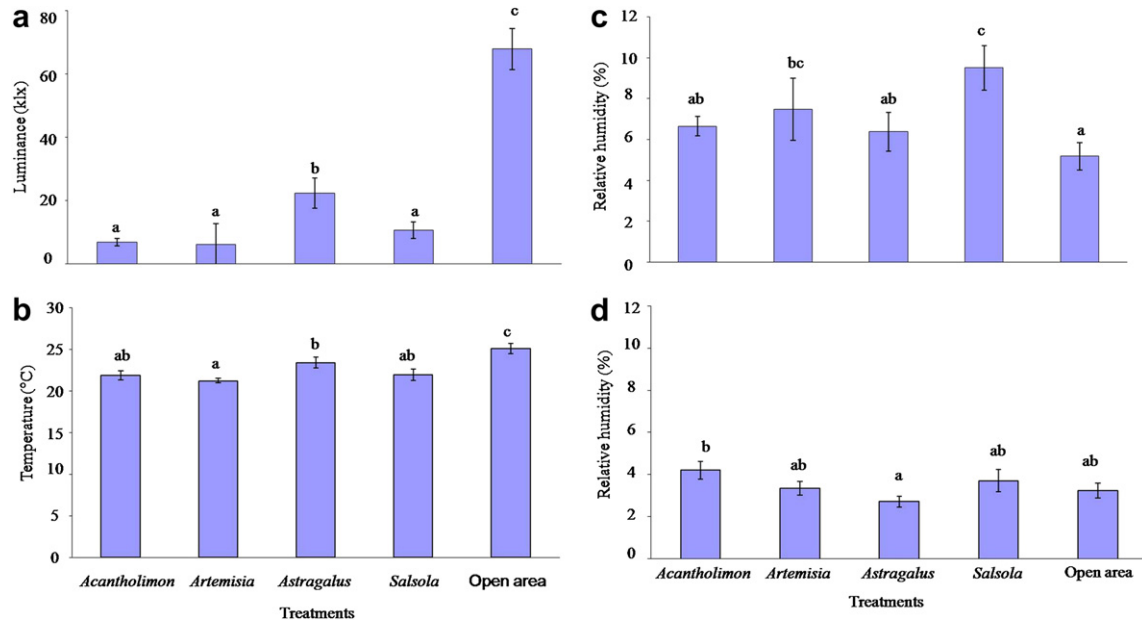 a
80
60
40
20
0
Luminance (klx)
a
a
b
a
c
b
30
25
20
15
10
5
0
Temperature (°C)
ab
a
b
ab
c
Acantholimon Artemisia Astragalus Salsola Open area
Treatments
c
12
10
8
6
4
2
0
Relative humidity (%)
ab
bc
ab
c
a
d
12
10
8
6
4
2
0
Relative humidity (%)
b
ab
a
ab
ab
Acantholimon Artemisia Astragalus Salsola Open area
Treatments